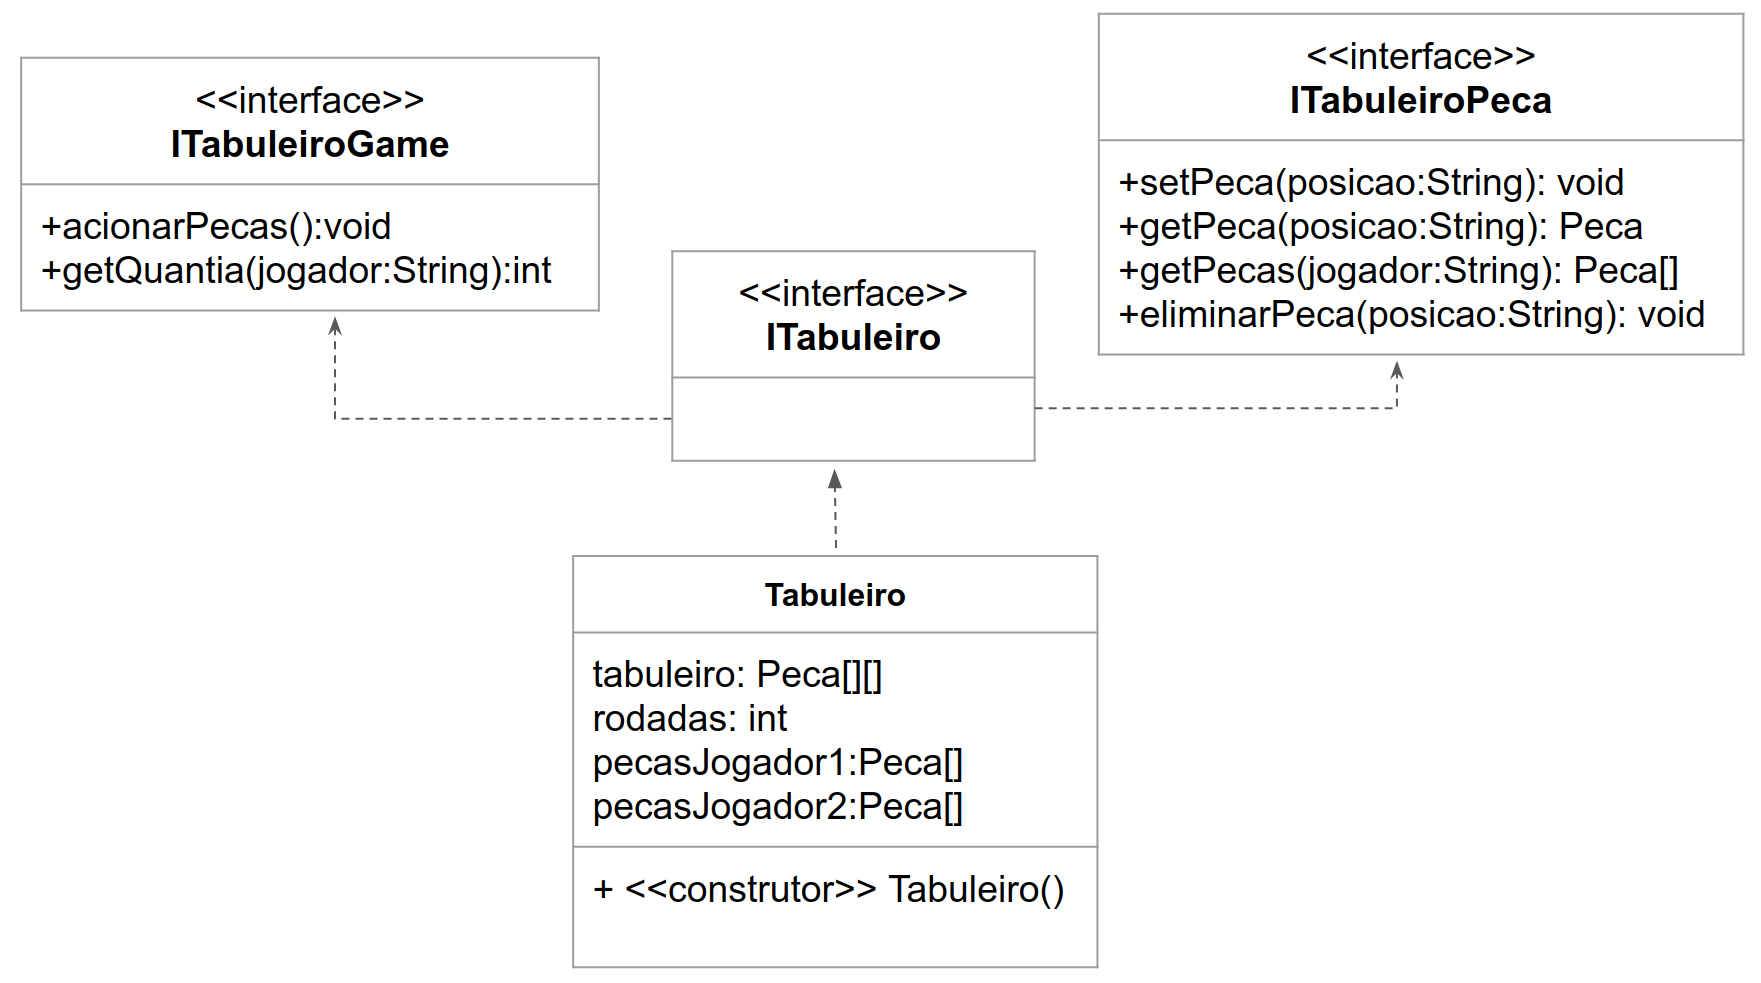 <<interface>>
ITabuleiroGame
+acionarPecas():void
+getQuantia(jogador:String):int
<<interface>>
ITabuleiro
<<interface>>
ITabuleiroPeca
+setPeca(posicao:String): void
+getPeca(posicao:String): Peca
+getPecas(jogador:String): Peca[]
+eliminarPeca(posicao:String): void
Tabuleiro
tabuleiro: Peca[][]
rodadas: int
pecasJogador1:Peca[]
pecasJogador2:Peca[]
+ <<construtor>> Tabuleiro()